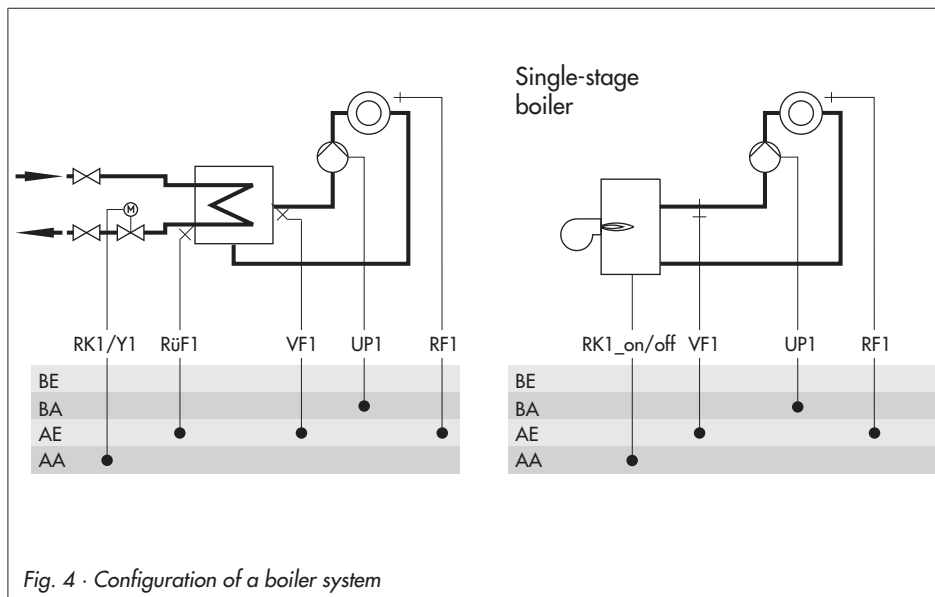 Single-stage
boiler
M
RK1/Y1 RüF1 VF1 UP1 RF1
BE
BA
AE
AA
RK1_on/off VF1 UP1 RF1
BE
BA
AE
AA
Fig. 4 · Configuration of a boiler system